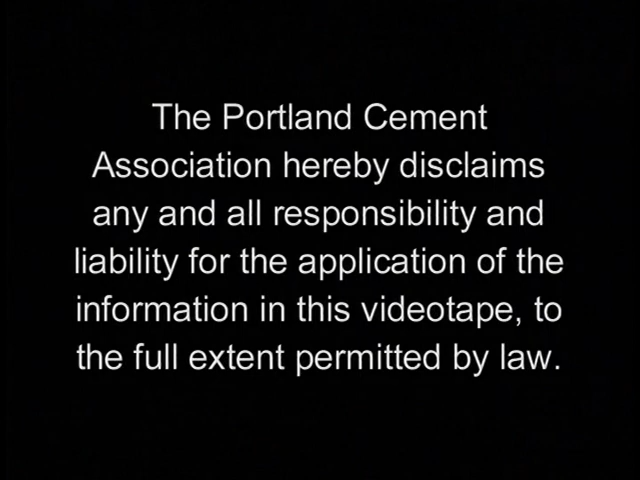 The Portland Cement
Association hereby disclaims
any and all responsibility and
liability for the application of the
information in this videotape, to
the full extent permitted by law.